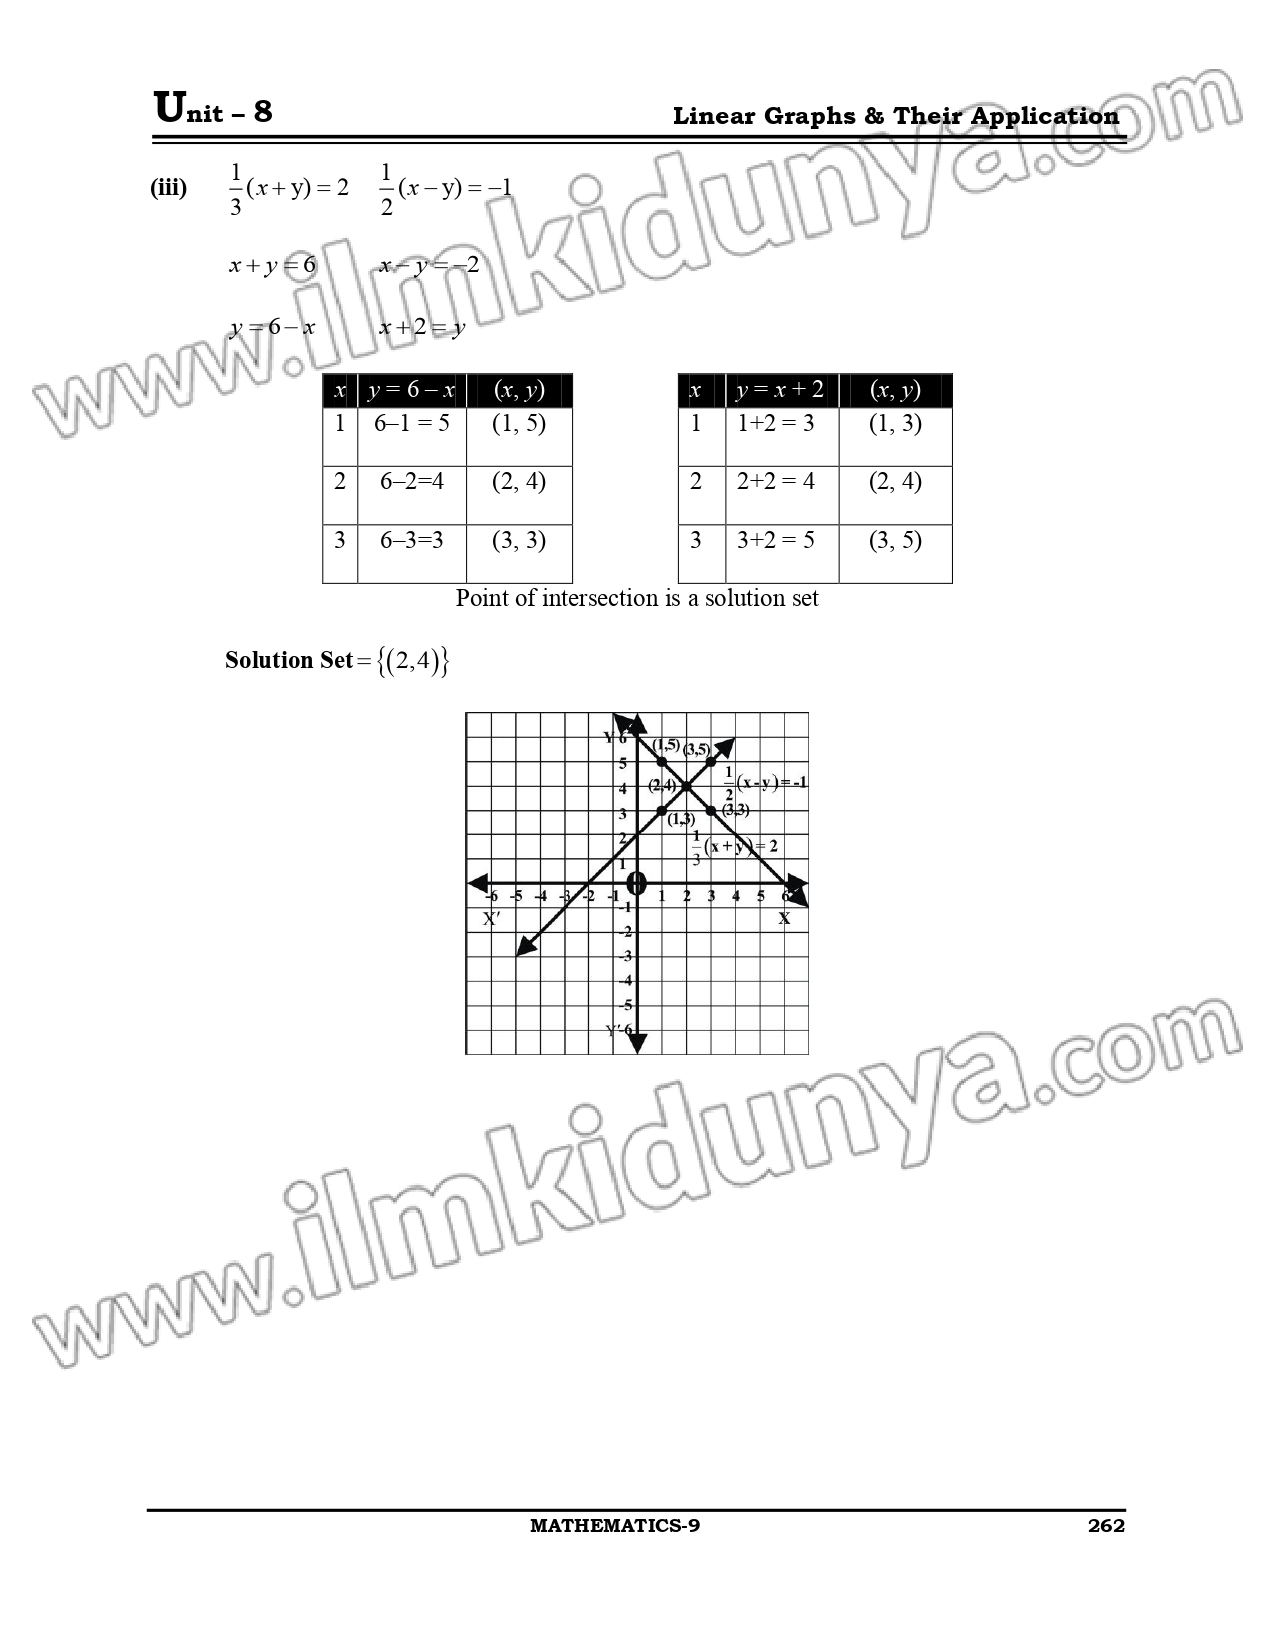 Unit – 8
Linear Graphs & Their Application
(iii) 1/3(x + y) = 2 1/2(x – y) = –1
x + y = 6 x – y = –2
y = 6 – x x + 2 = y
x y = 6 – x (x, y)
1 6–1 = 5 (1, 5)
2 6–2=4 (2, 4)
3 6–3=3 (3, 3)
x y = x + 2 (x, y)
1 1+2 = 3 (1, 3)
2 2+2 = 4 (2, 4)
3 3+2 = 5 (3, 5)
Point of intersection is a solution set
Solution Set = {(2,4)}
Y 6
(1,5) (3,5)
5
1/2(x - y) = -1
(2,4)
4
(3,3)
3
(1,3)
2
1/3(x + y) = 2
1
O
-6 -5 -4 -3 -2 -1 1 2 3 4 5 6
X′ X
-1
-2
-3
-4
-5
Y′ -6
www.ilmkidunya.com
www.ilmkidunya.com
MATHEMATICS-9
262